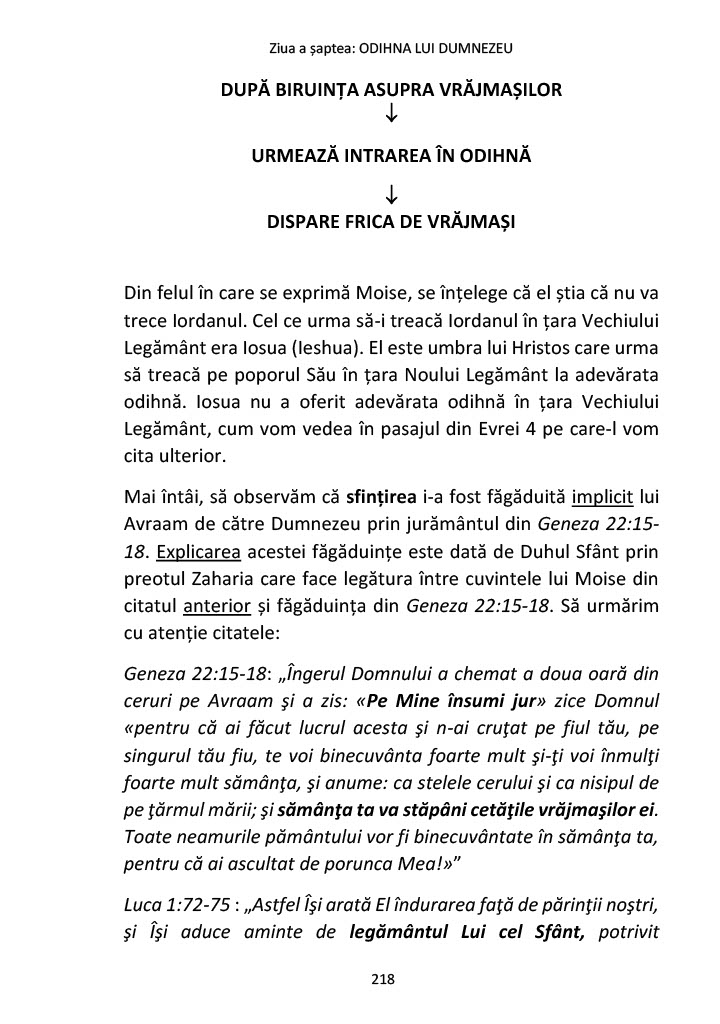 Ziua a șaptea: ODIHNA LUI DUMNEZEU
DUPĂ BIRUINȚA ASUPRA VRĂJMAȘILOR
↓
URMEAZĂ INTRAREA ÎN ODIHNĂ
↓
DISPARE FRICA DE VRĂJMAȘI
Din felul în care se exprimă Moise, se înțelege că el știa că nu va
trece Iordanul. Cel ce urma să-i treacă Iordanul în țara Vechiului
Legământ era Iosua (Ieshua). El este umbra lui Hristos care urma
să treacă pe poporul Său în țara Noului Legământ la adevărata
odihnă. Iosua nu a oferit adevărata odihnă în țara Vechiului
Legământ, cum vom vedea în pasajul din Evrei 4 pe care-l vom
cita ulterior.
Mai întâi, să observăm că sfințirea i-a fost făgăduită implicit lui
Avraam de către Dumnezeu prin jurământul din Geneza 22:15-
18. Explicarea acestei făgăduințe este dată de Duhul Sfânt prin
preotul Zaharia care face legătura între cuvintele lui Moise din
citatul anterior și făgăduința din Geneza 22:15-18. Să urmărim
cu atenție citatele:
Geneza 22:15-18: „Îngerul Domnului a chemat a doua oară din
ceruri pe Avraam şi a zis: «Pe Mine însumi jur» zice Domnul
«pentru că ai făcut lucrul acesta şi n-ai cruţat pe fiul tău, pe
singurul tău fiu, te voi binecuvânta foarte mult şi-ţi voi înmulţi
foarte mult sămânţa, şi anume: ca stelele cerului şi ca nisipul de
pe ţărmul mării; şi sămânţa ta va stăpâni cetăţile vrăjmaşilor ei.
Toate neamurile pământului vor fi binecuvântate în sămânţa ta,
pentru că ai ascultat de porunca Mea!»”
Luca 1:72-75 : „Astfel Îşi arată El îndurarea faţă de părinţii noştri,
şi Îşi aduce aminte de legământul Lui cel Sfânt, potrivit
218